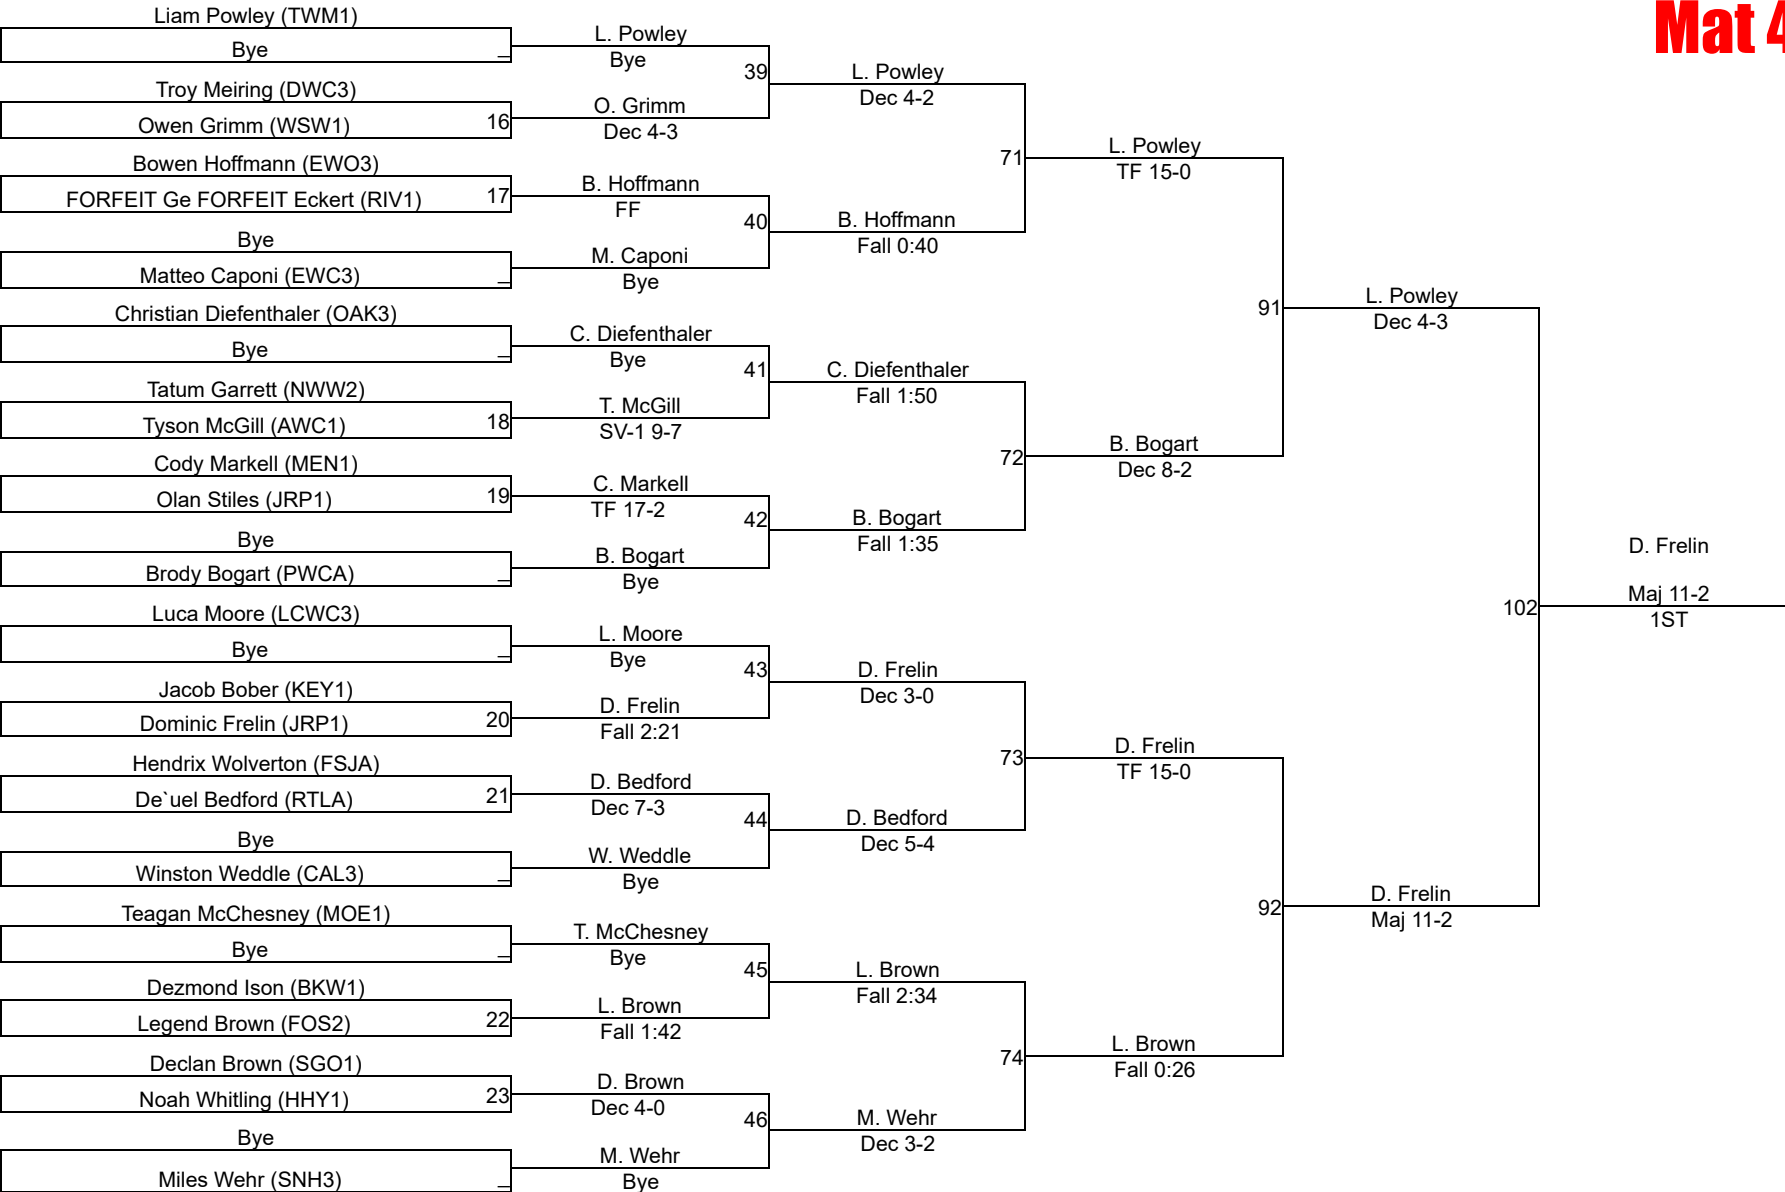 Mat 4
Liam Powley (TWM1)
Bye
Troy Meiring (DWC3)
Owen Grimm (WSW1)
16
Bowen Hoffmann (EWO3)
FORFEIT Ge FORFEIT Eckert (RIV1)
17
Bye
Matteo Caponi (EWC3)
Christian Diefenthaler (OAK3)
Bye
Tatum Garrett (NWW2)
Tyson McGill (AWC1)
18
Cody Markell (MEN1)
Olan Stiles (JRP1)
19
Bye
Brody Bogart (PWCA)
Luca Moore (LCWC3)
Bye
Jacob Bober (KEY1)
Dominic Frelin (JRP1)
20
Hendrix Wolverton (FSJA)
De`uel Bedford (RTLA)
21
Bye
Winston Weddle (CAL3)
Teagan McChesney (MOE1)
Bye
Dezmond Ison (BKW1)
Legend Brown (FOS2)
22
Declan Brown (SGO1)
Noah Whitling (HHY1)
23
Bye
Miles Wehr (SNH3)
L. Powley
Bye
39
O. Grimm
Dec 4-3
B. Hoffmann
FF
40
M. Caponi
Bye
C. Diefenthaler
Bye
41
T. McGill
SV-1 9-7
C. Markell
TF 17-2
42
B. Bogart
Bye
L. Moore
Bye
43
D. Frelin
Fall 2:21
D. Bedford
Dec 7-3
44
W. Weddle
Bye
T. McChesney
Bye
45
L. Brown
Fall 1:42
D. Brown
Dec 4-0
46
M. Wehr
Bye
L. Powley
Dec 4-2
71
B. Hoffmann
Fall 0:40
C. Diefenthaler
Fall 1:50
72
B. Bogart
Fall 1:35
D. Frelin
Dec 3-0
73
D. Bedford
Dec 5-4
L. Brown
Fall 2:34
74
M. Wehr
Dec 3-2
L. Powley
TF 15-0
91
B. Bogart
Dec 8-2
D. Frelin
TF 15-0
92
L. Brown
Fall 0:26
L. Powley
Dec 4-3
102
D. Frelin
Maj 11-2
D. Frelin
Maj 11-2
1ST